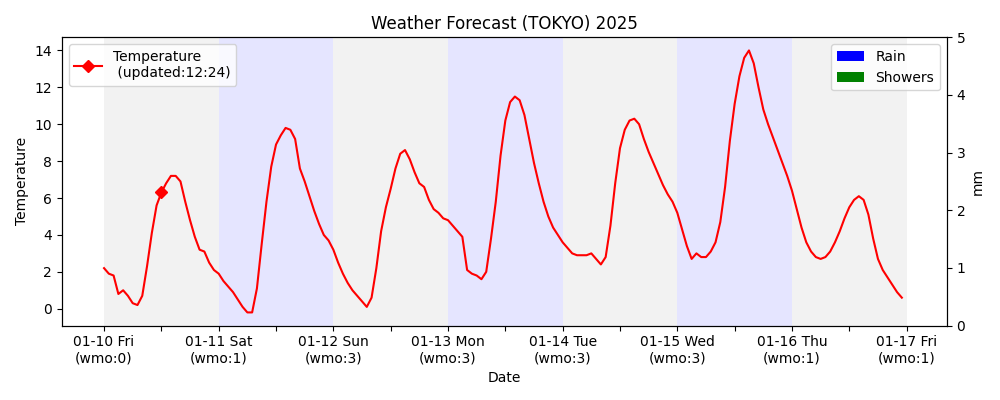 Weather Forecast (TOKYO) 2025
Temperature
(updated:12:24)
Rain
Showers
14
12
10
8
6
4
2
0
Temperature
5
4
3
2
1
0
mm
01-10 Fri
(wmo:0)
01-11 Sat
(wmo:1)
01-12 Sun
(wmo:3)
01-13 Mon
(wmo:3)
01-14 Tue
(wmo:3)
01-15 Wed
(wmo:3)
01-16 Thu
(wmo:1)
01-17 Fri
(wmo:1)
Date